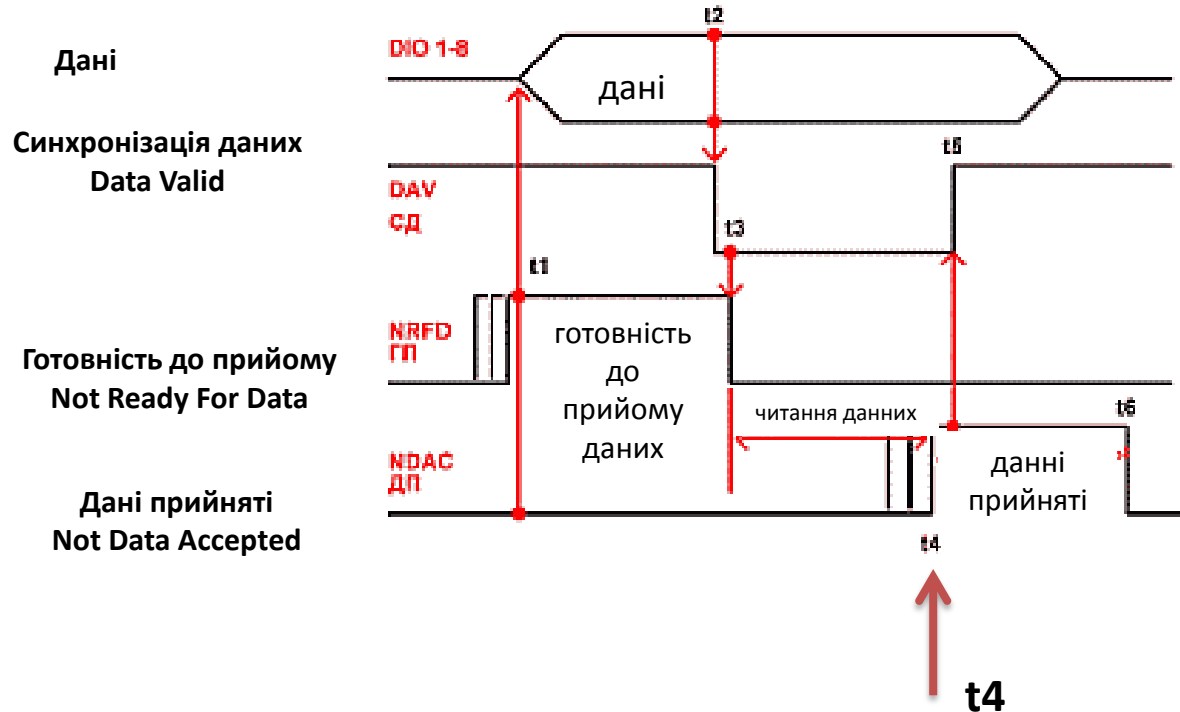 t2
DIO 1-8
Дані
дані
Синхронізація даних
Data Valid
t5
DAV
СД
t3
t1
NRFD
ГП
готовність
до
прийому
даних
Готовність до прийому
Not Ready For Data
читання данних
t6
NDAC
ДП
данні
прийняті
Дані прийняті
Not Data Accepted
t4
t4